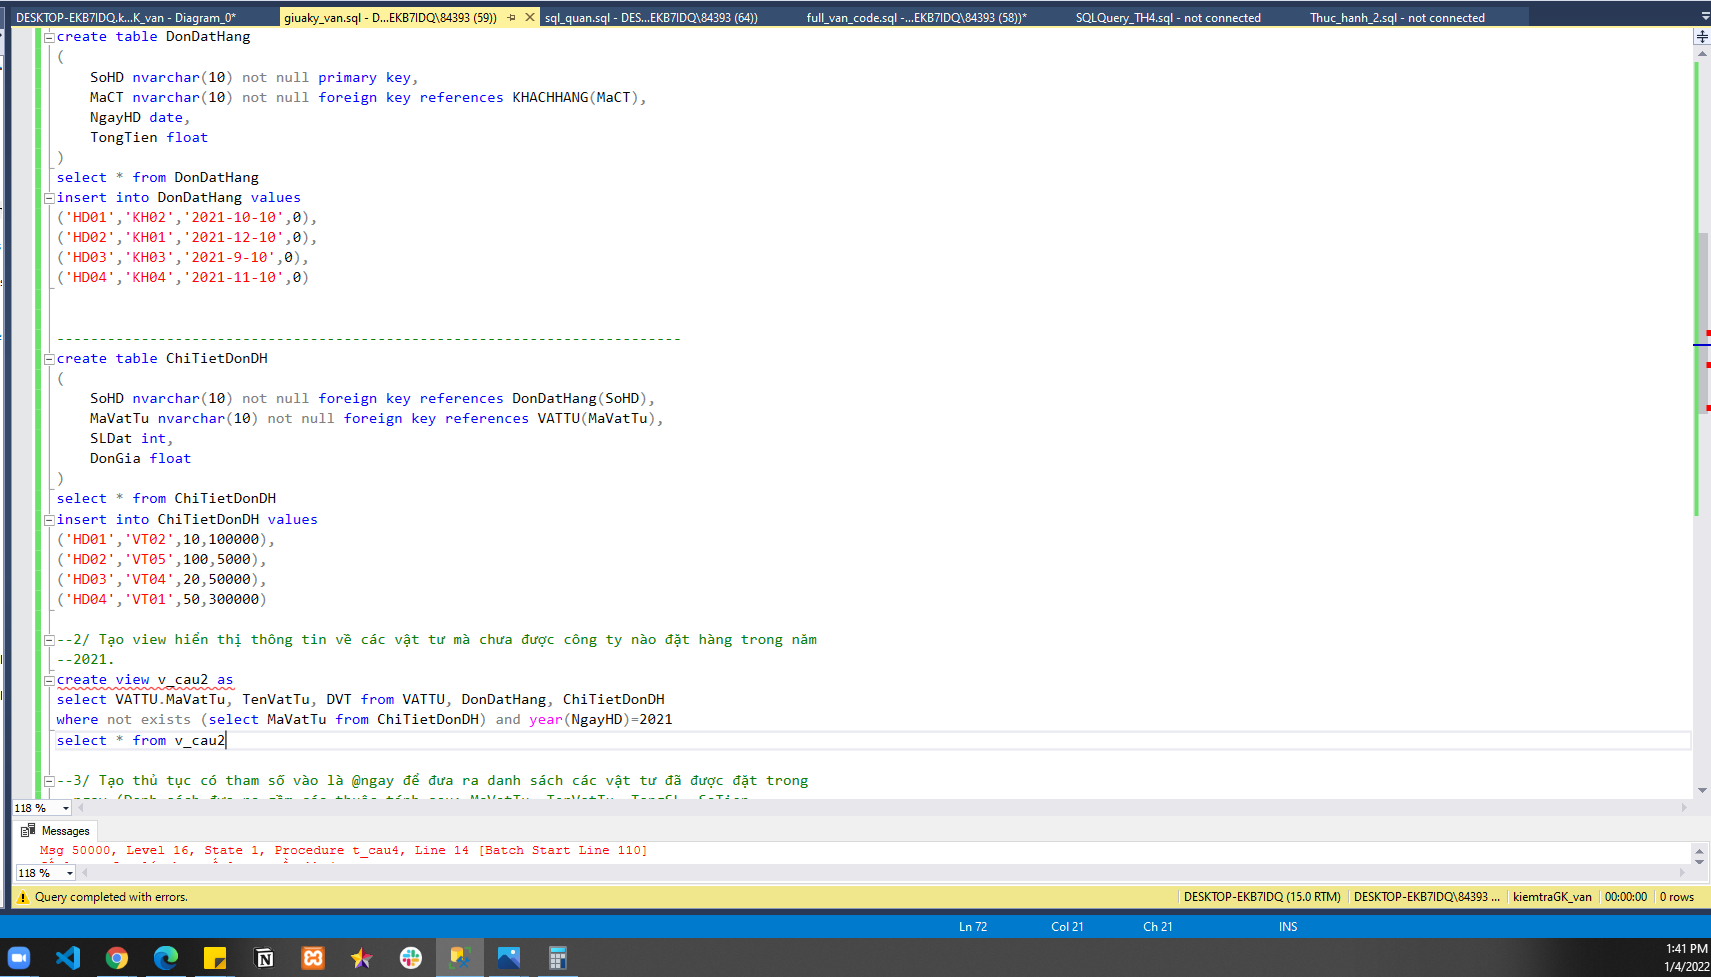 DESKTOP-EKB7IDQ.k...K_van - Diagram_0*
giuaky_van.sql - D...EKB7IDQ\84393 (59))
sql_quan.sql - DES...EKB7IDQ\84393 (64))
full_van_code.sql -...EKB7IDQ\84393 (58))*
SQLQuery_TH4.sql - not connected
Thuc_hanh_2.sql - not connected
create table DonDatHang
(
SoHD nvarchar(10) not null primary key,
MaCT nvarchar(10) not null foreign key references KHACHHANG(MaCT),
NgayHD date,
TongTien float
)
select * from DonDatHang
insert into DonDatHang values
('HD01','KH02','2021-10-10',0),
('HD02','KH01','2021-12-10',0),
('HD03','KH03','2021-9-10',0),
('HD04','KH04','2021-11-10',0)
--------------------------------------------------------------------------
create table ChiTietDonDH
(
SoHD nvarchar(10) not null foreign key references DonDatHang(SoHD),
MaVatTu nvarchar(10) not null foreign key references VATTU(MaVatTu),
SLDat int,
DonGia float
)
select * from ChiTietDonDH
insert into ChiTietDonDH values
('HD01','VT02',10,100000),
('HD02','VT05',100,5000),
('HD03','VT04',20,50000),
('HD04','VT01',50,300000)
--2/ Tạo view hiển thị thông tin về các vật tư mà chưa được công ty nào đặt hàng trong năm
--2021.
create view v_cau2 as
select VATTU.MaVatTu, TenVatTu, DVT from VATTU, DonDatHang, ChiTietDonDH
where not exists (select MaVatTu from ChiTietDonDH) and year(NgayHD)=2021
select * from v_cau2
--3/ Tạo thủ tục có tham số vào là @ngay để đưa ra danh sách các vật tư đã được đặt trong
118 %
Messages
Msg 50000, Level 16, State 1, Procedure t_cau4, Line 14 [Batch Start Line 110]
118 %
Query completed with errors.
DESKTOP-EKB7IDQ (15.0 RTM)
DESKTOP-EKB7IDQ\84393 ...
kiemtraGK_van
00:00:00
0 rows
Ln 72
Col 21
Ch 21
INS
1:41 PM
1/4/2022